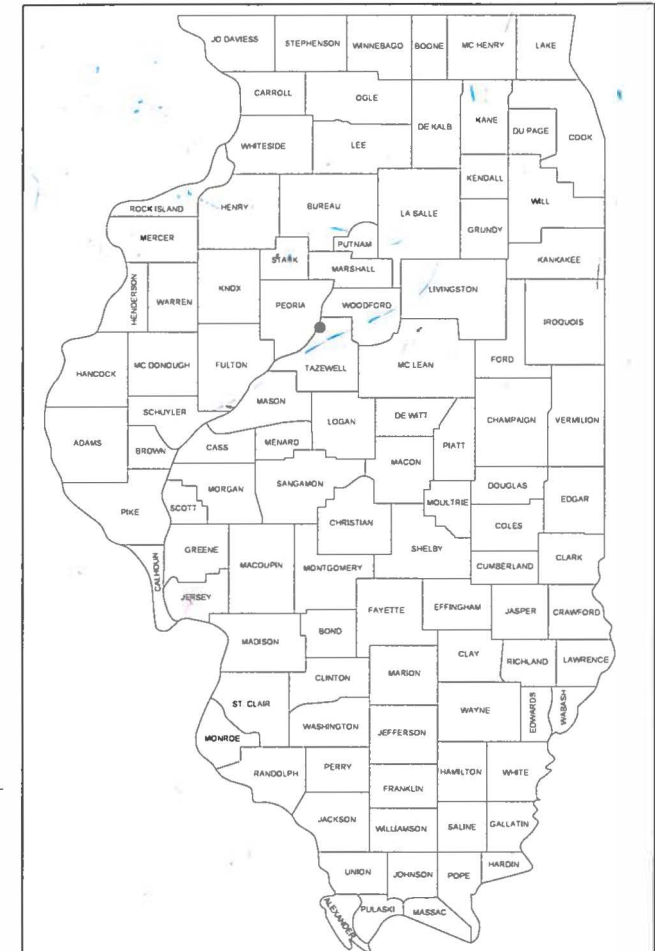 JO DAVIESS
STEPHENSON
WINNEBAGO
BOONE
MC HENRY
LAKE
CARROLL
OGLE
DE KALB
KANE
DU PAGE
COOK
WHITESIDE
LEE
KENDALL
WILL
ROCK ISLAND
HENRY
BUREAU
LA SALLE
GRUNDY
MERCER
PUTNAM
STARK
MARSHALL
KANKAKEE
HENDERSON
WARREN
KNOX
PEORIA
WOODFORD
LIVINGSTON
IROQUOIS
HANCOCK
MC DONOUGH
FULTON
TAZEWELL
MC LEAN
FORD
SCHUYLER
MASON
LOGAN
DE WITT
CHAMPAIGN
VERMILION
ADAMS
BROWN
CASS
MENARD
PIATT
MACON
PIKE
SCOTT
MORGAN
SANGAMON
CHRISTIAN
MOULTRIE
DOUGLAS
EDGAR
COLES
CALHOUN
GREENE
MACOUPIN
MONTGOMERY
SHELBY
CUMBERLAND
CLARK
JERSEY
FAYETTE
EFFINGHAM
JASPER
CRAWFORD
MADISON
BOND
CLAY
RICHLAND
LAWRENCE
CLINTON
MARION
ST CLAIR
WASHINGTON
WAYNE
EDWARDS
WABASH
MONROE
JEFFERSON
RANDOLPH
PERRY
HAMILTON
WHITE
FRANKLIN
JACKSON
WILLIAMSON
SALINE
GALLATIN
UNION
JOHNSON
POPE
HARDIN
ALEXANDER
PULASKI
MASSAC